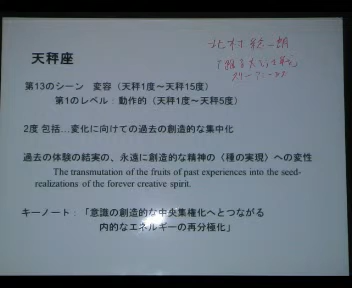 北村
天秤座
第13のシーン 変容（天秤1度～天秤15度）
第1のレベル：動作的（天秤1度～天秤5度）
2度 包括…変化に向けての過去の創造的な集中化
過去の体験の結実の、永遠に創造的な精神の〈種の実現〉への変性
The transmutation of the fruits of past experiences into the seed-
realizations of the forever creative spirit.
キーノート：「意識の創造的な中央集権化へとつながる
内的なエネルギーの再分極化」